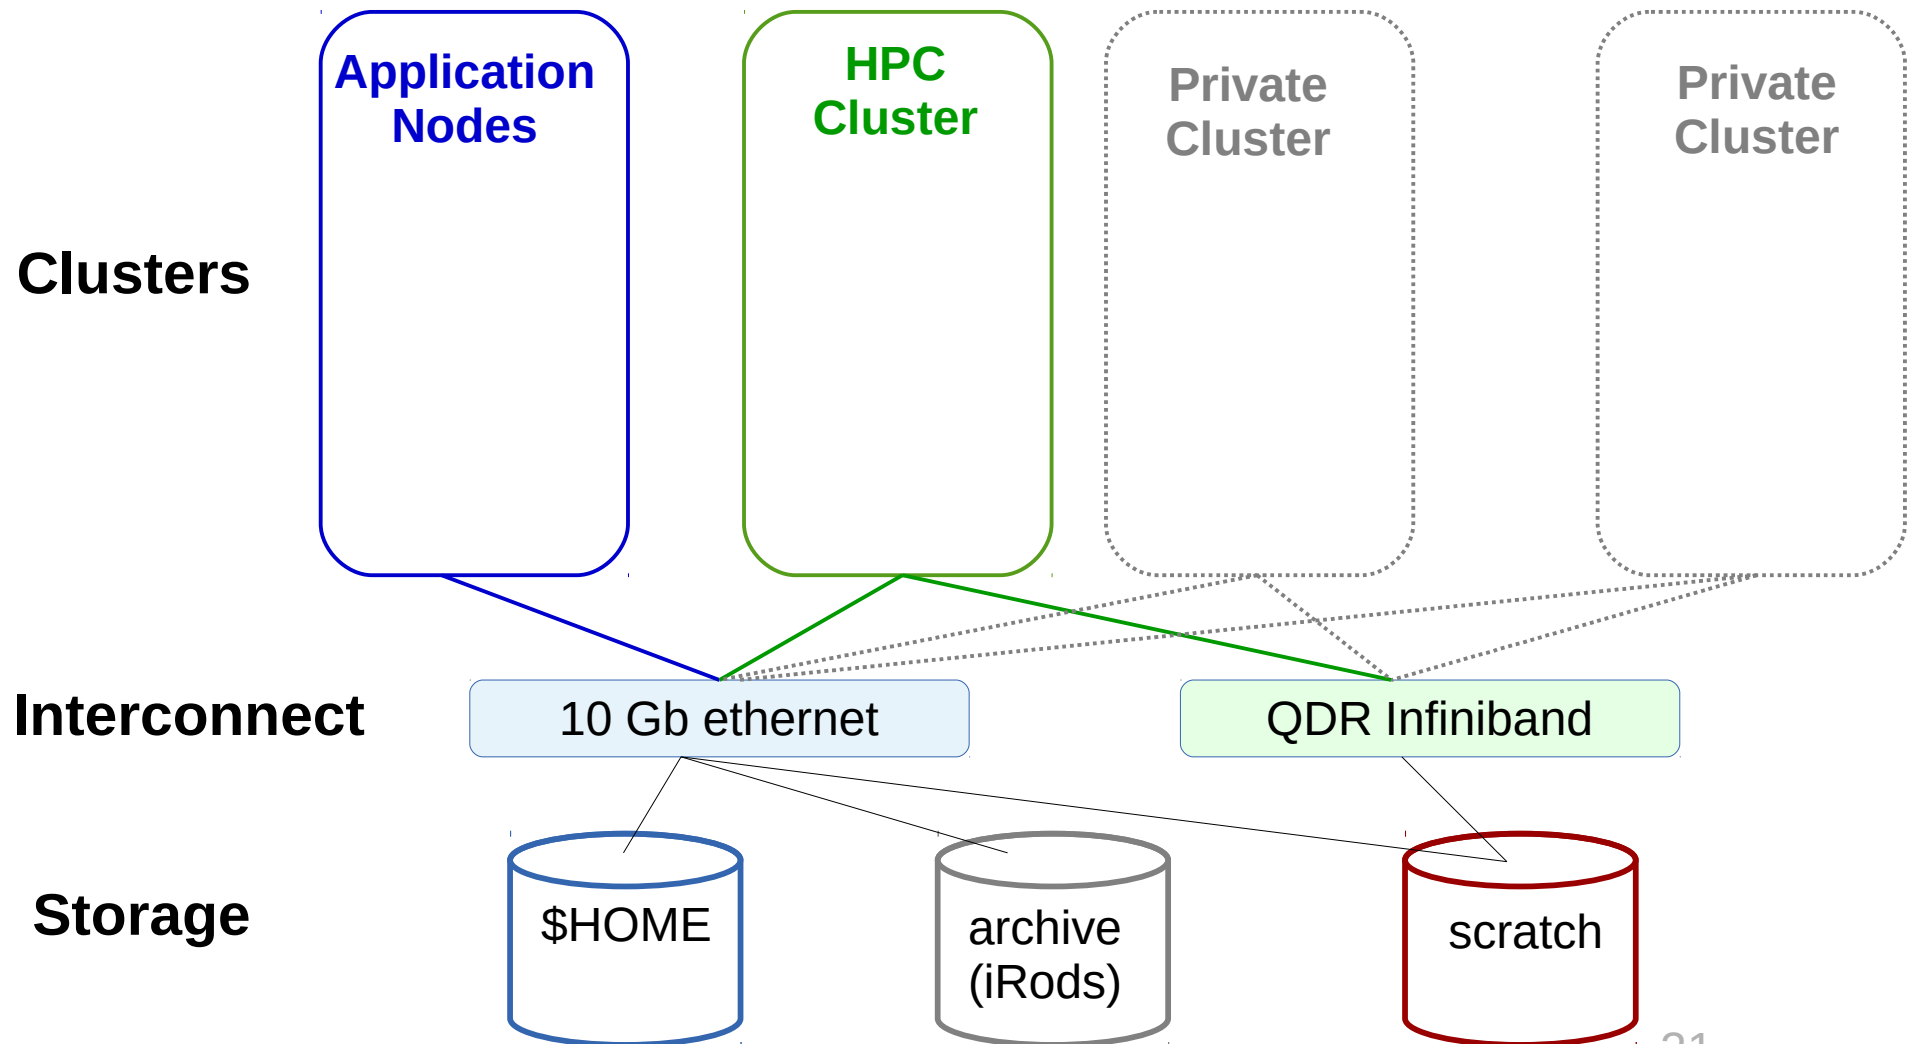 Application
Nodes
HPC
Cluster
Private
Cluster
Private
Cluster
Clusters
Interconnect
10 Gb ethernet
QDR Infiniband
Storage
$HOME
archive
(iRods)
scratch